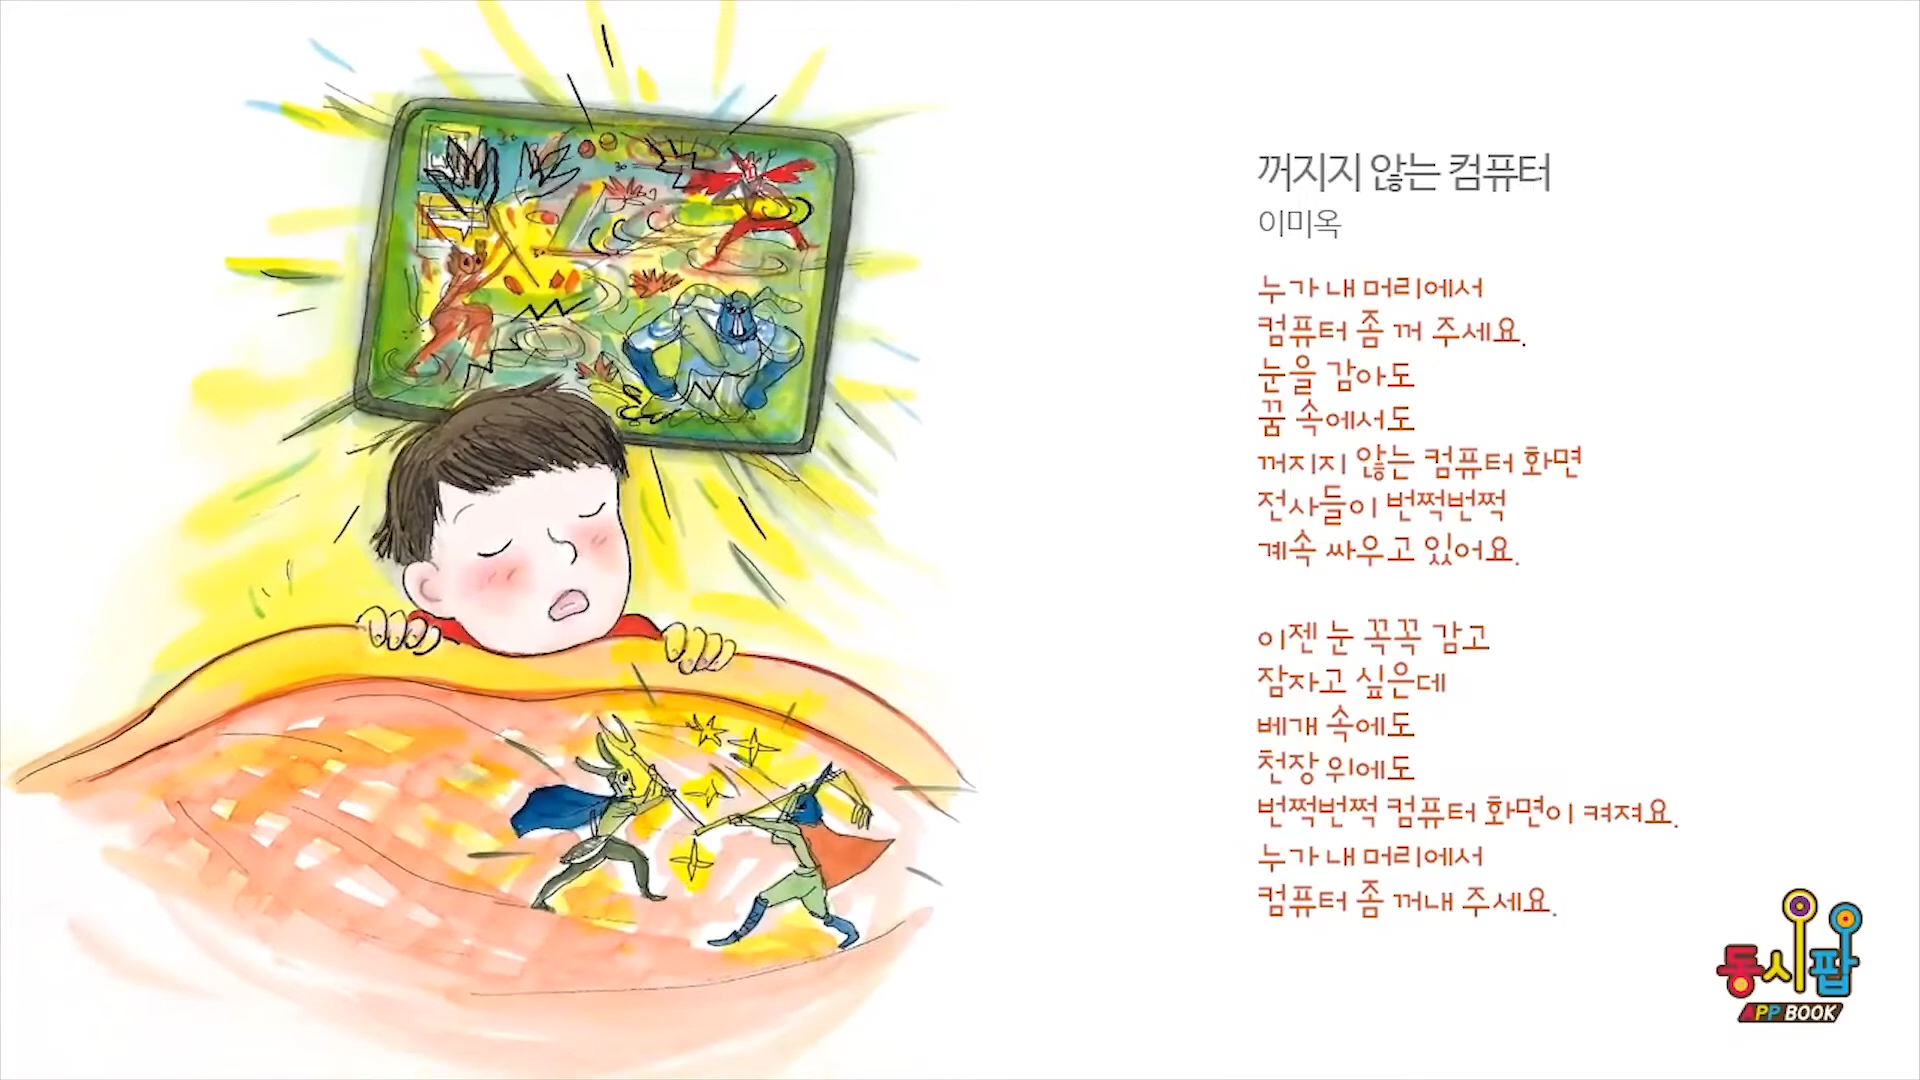 꺼지지 않는 컴퓨터
이미옥
누가 내 머리에서
컴퓨터 좀 꺼 주세요.
눈을 감아도
꿈 속에서도
꺼지지 않는 컴퓨터 화면
전사들이 번쩍번쩍
계속 싸우고 있어요.
이젠 눈 꼭꼭 감고
잠자고 싶은데
베개 속에도
천장 위에도
번쩍번쩍 컴퓨터 화면이 켜져요.
누가 내 머리에서
컴퓨터 좀 꺼내 주세요.
동시팝
APP BOOK